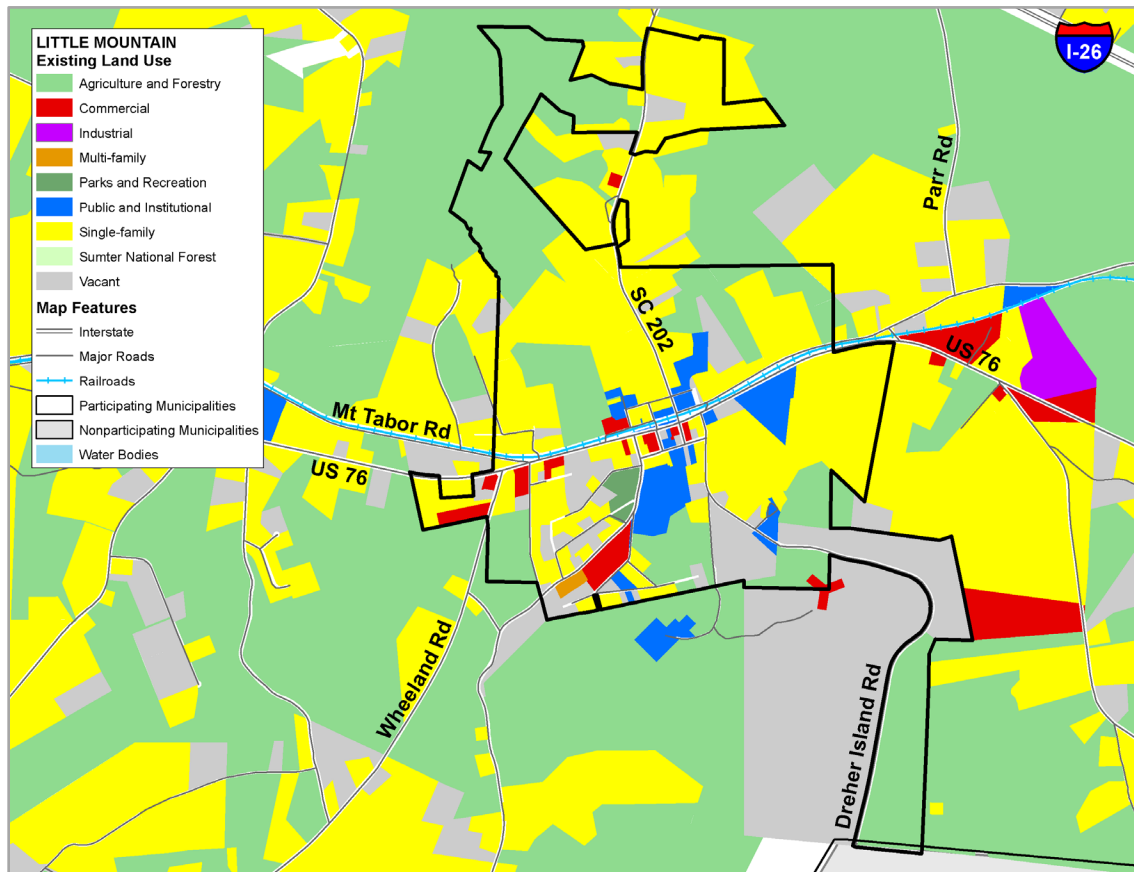 LITTLE MOUNTAIN
Existing Land Use
Agriculture and Forestry
Commercial
Industrial
Multi-family
Parks and Recreation
Public and Institutional
Single-family
Sumter National Forest
Vacant
Map Features
Interstate
Major Roads
Railroads
Participating Municipalities
Nonparticipating Municipalities
Water Bodies
I-26
Parr Rd
SC 202
US 76
Mt Tabor Rd
US 76
Wheeland Rd
Dreher Island Rd